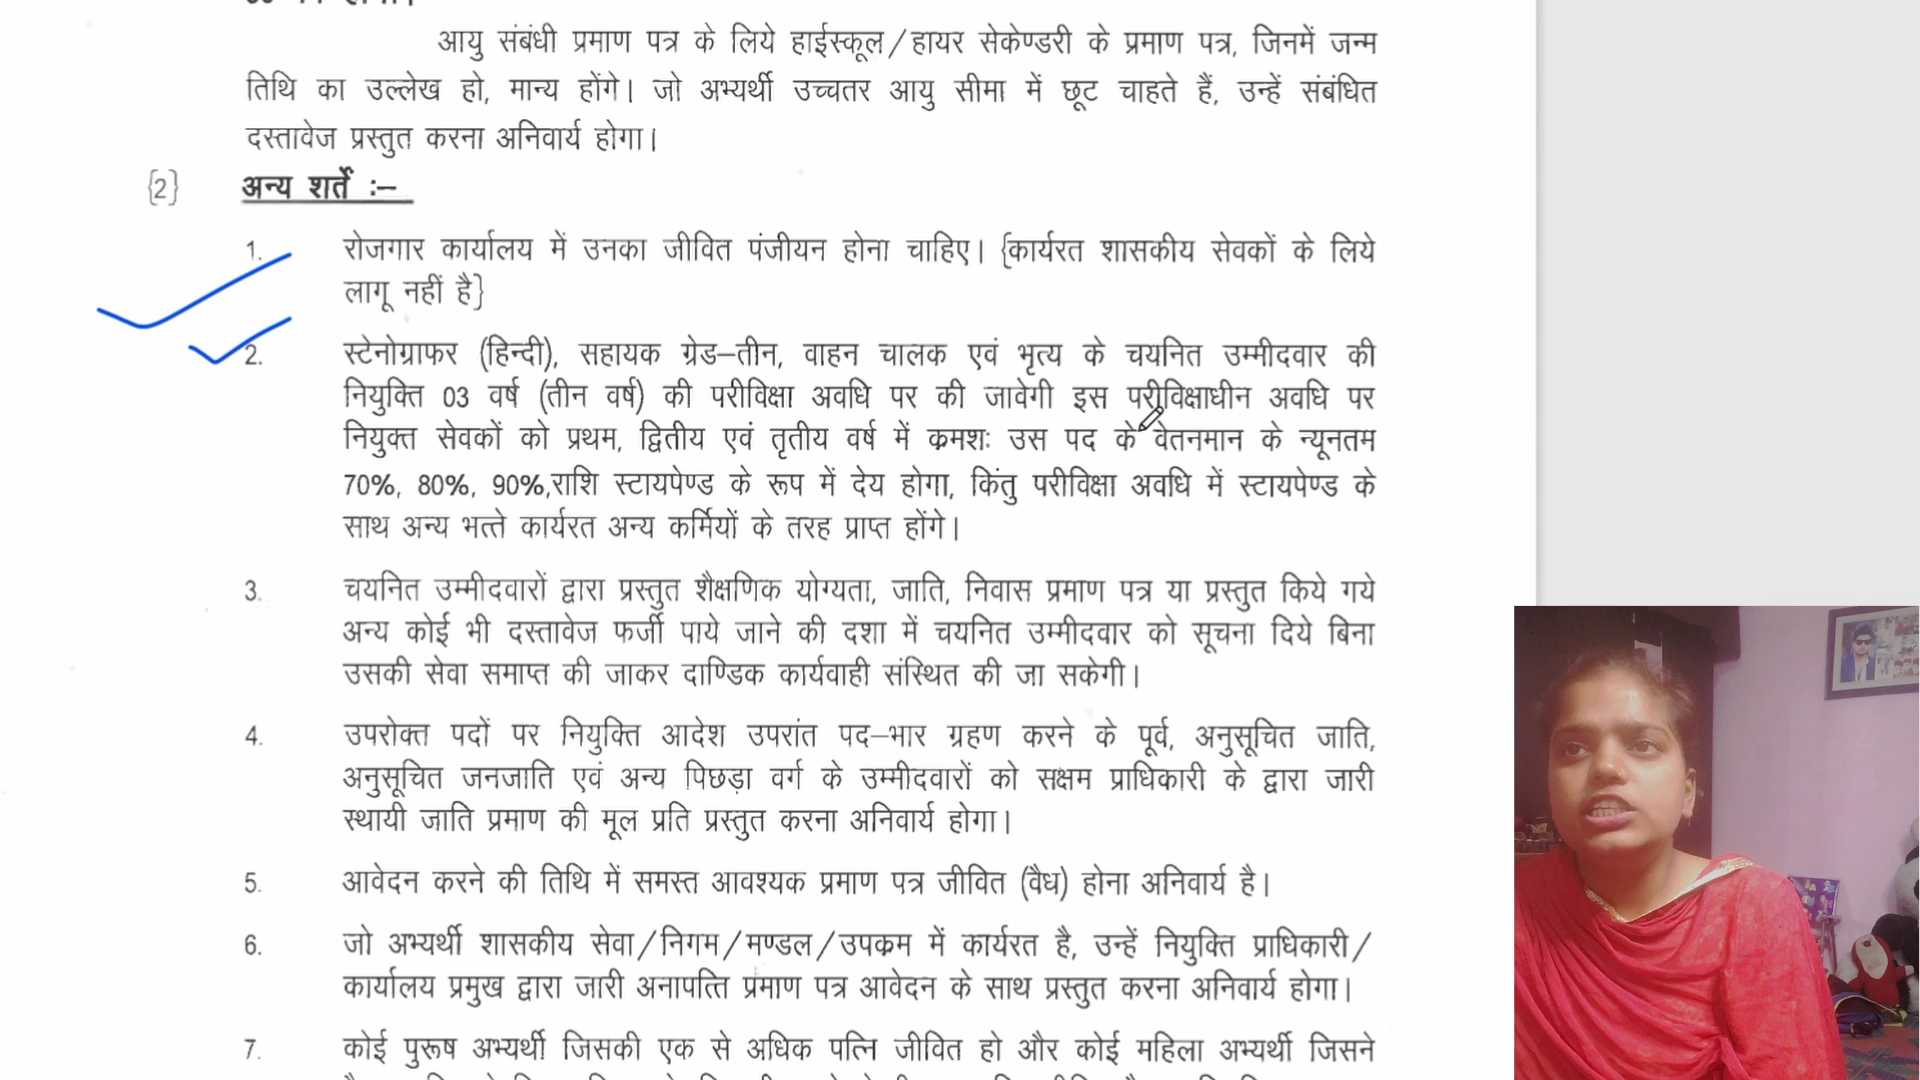 आयु संबंधी प्रमाण पत्र के लिये हाईस्कूल/हायर सेकेण्डरी के प्रमाण पत्र, जिनमें जन्म
तिथि का उल्लेख हो, मान्य होंगे। जो अभ्यर्थी उच्चतर आयु सीमा में छूट चाहते हैं, उन्हें संबंधित
दस्तावेज प्रस्तुत करना अनिवार्य होगा।
{2} अन्य शर्तें :–
1. रोजगार कार्यालय में उनका जीवित पंजीयन होना चाहिए। {कार्यरत शासकीय सेवकों के लिये
लागू नहीं है}
2. स्टेनोग्राफर (हिन्दी), सहायक ग्रेड–तीन, वाहन चालक एवं भृत्य के चयनित उम्मीदवार की
नियुक्ति 03 वर्ष (तीन वर्ष) की परीविक्षा अवधि पर की जावेगी इस परीविक्षाधीन अवधि पर
नियुक्त सेवकों को प्रथम, द्वितीय एवं तृतीय वर्ष में क्रमशः उस पद के वेतनमान के न्यूनतम
70%, 80%, 90%,राशि स्टायपेण्ड के रूप में देय होगा, किंतु परीविक्षा अवधि में स्टायपेण्ड के
साथ अन्य भत्ते कार्यरत अन्य कर्मियों के तरह प्राप्त होंगे।
3. चयनित उम्मीदवारों द्वारा प्रस्तुत शैक्षणिक योग्यता, जाति, निवास प्रमाण पत्र या प्रस्तुत किये गये
अन्य कोई भी दस्तावेज फर्जी पाये जाने की दशा में चयनित उम्मीदवार को सूचना दिये बिना
उसकी सेवा समाप्त की जाकर दाण्डिक कार्यवाही संस्थित की जा सकेगी।
4. उपरोक्त पदों पर नियुक्ति आदेश उपरांत पद–भार ग्रहण करने के पूर्व, अनुसूचित जाति,
अनुसूचित जनजाति एवं अन्य पिछड़ा वर्ग के उम्मीदवारों को सक्षम प्राधिकारी के द्वारा जारी
स्थायी जाति प्रमाण की मूल प्रति प्रस्तुत करना अनिवार्य होगा।
5. आवेदन करने की तिथि में समस्त आवश्यक प्रमाण पत्र जीवित (वैध) होना अनिवार्य है।
6. जो अभ्यर्थी शासकीय सेवा/निगम/मण्डल/उपक्रम में कार्यरत है, उन्हें नियुक्ति प्राधिकारी/
कार्यालय प्रमुख द्वारा जारी अनापत्ति प्रमाण पत्र आवेदन के साथ प्रस्तुत करना अनिवार्य होगा।
7. कोई पुरूष अभ्यर्थी जिसकी एक से अधिक पत्नि जीवित हो और कोई महिला अभ्यर्थी जिसने